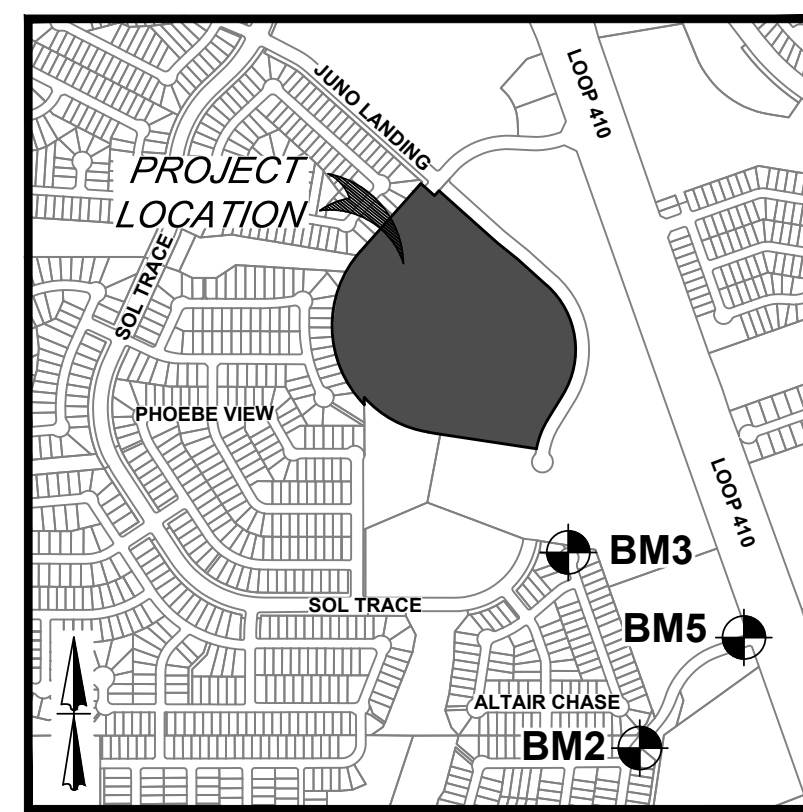 JUNO LANDING
LOOP 410
PROJECT
LOCATION
SOL TRACE
PHOEBE VIEW
LOOP 410
BM3
SOL TRACE
BM5
ALTAIR CHASE
BM2